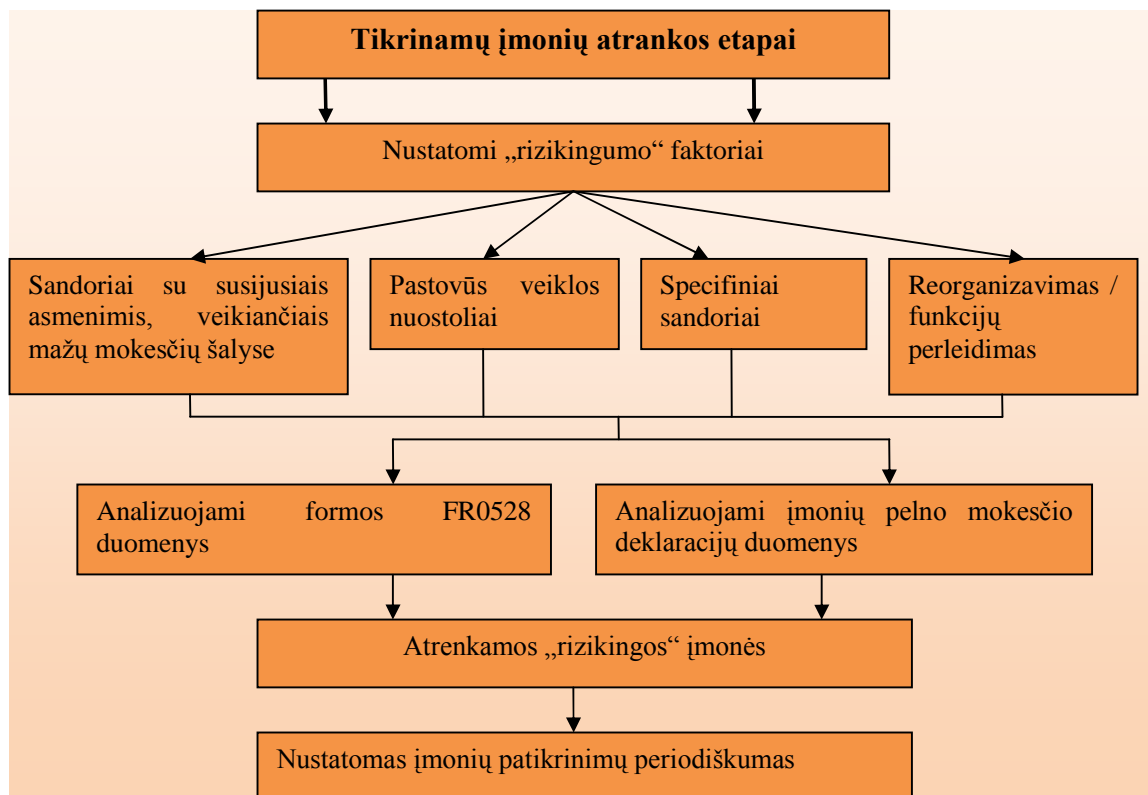 Tikrinamų įmonių atrankos etapai
Nustatomi „rizikingumo“ faktoriai
Sandoriai su susijusiais
asmenimis, veikiančiais
mažų mokesčių šalyse
Pastovūs veiklos
nuostoliai
Specifiniai
sandoriai
Reorganizavimas /
funkcijų
perleidimas
Analizuojami formos FR0528
duomenys
Analizuojami įmonių pelno mokesčio
deklaracijų duomenys
Atrenkamos „rizikingos“ įmonės
Nustatomas įmonių patikrinimų periodiškumas